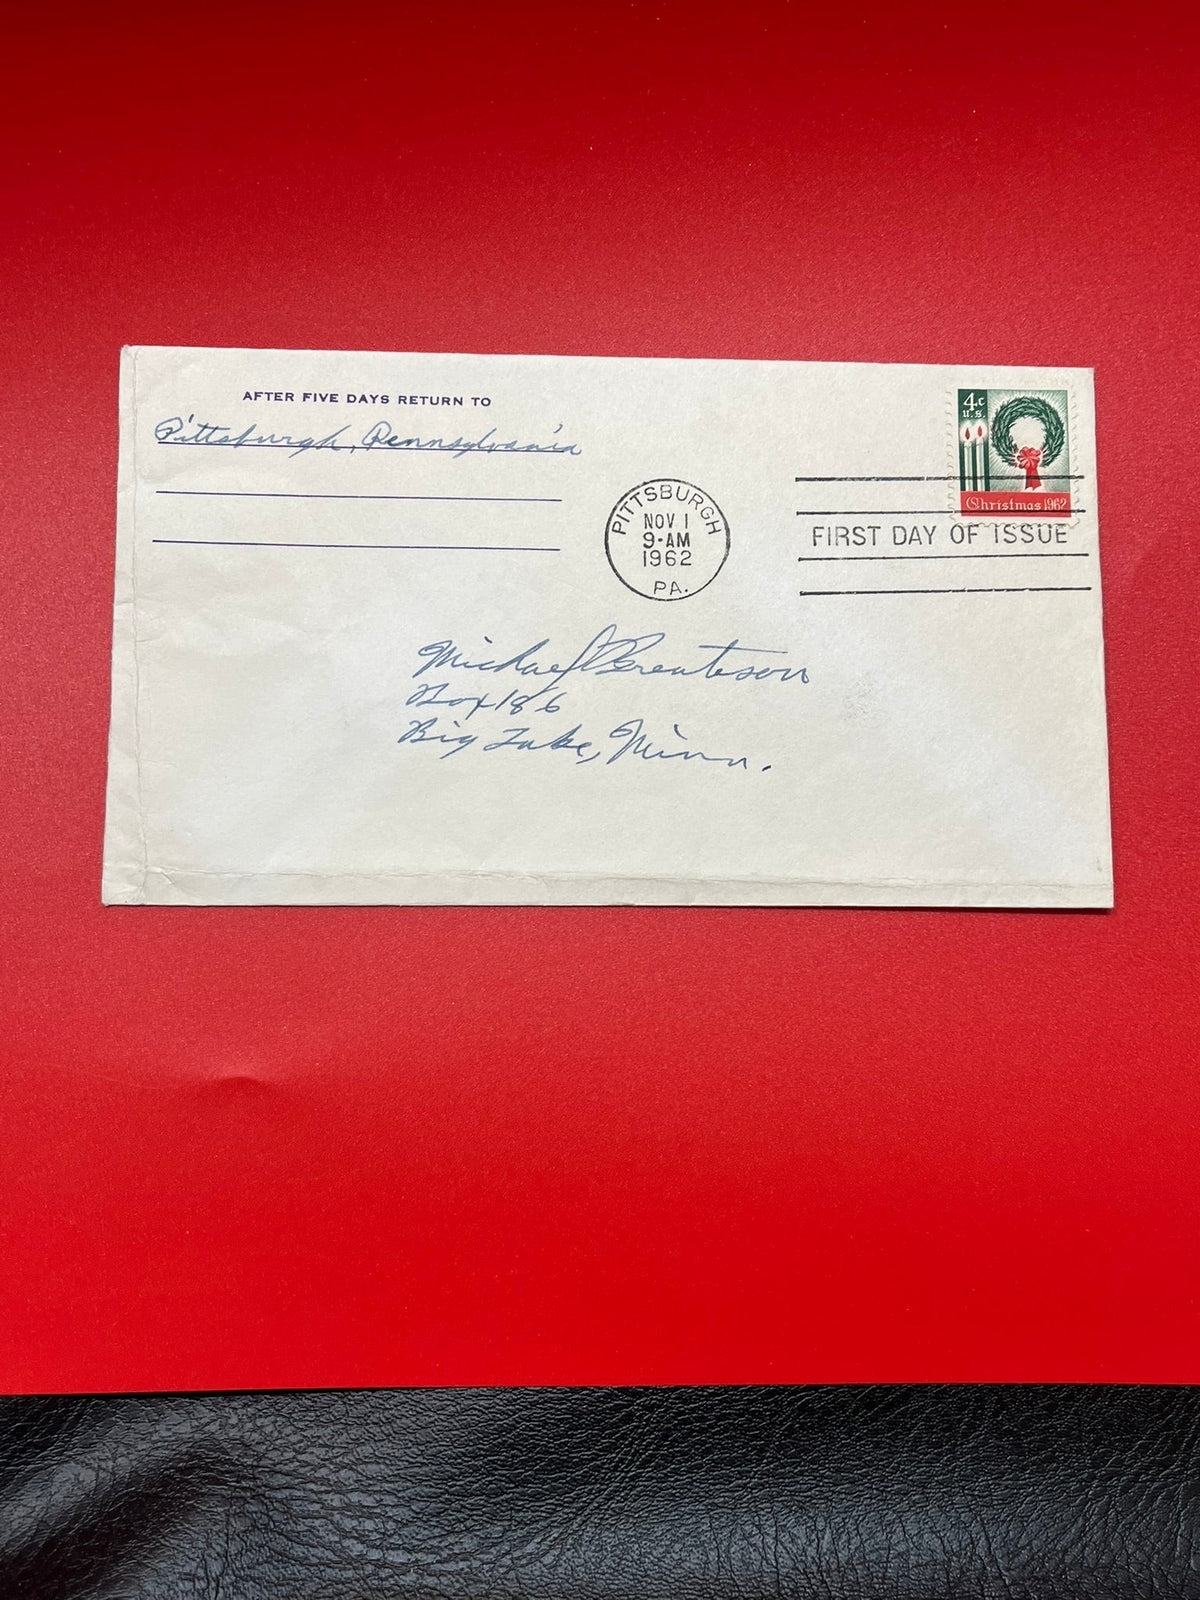 AFTER FIVE DAYS RETURN TO
Pittsburgh, Pennsylvania
4c
U.S.
Christmas 1962
PITTSBURGH
NOV 1
9-AM
1962
PA.
FIRST DAY OF ISSUE
Michael
Box 186
Big Lake, Minn.